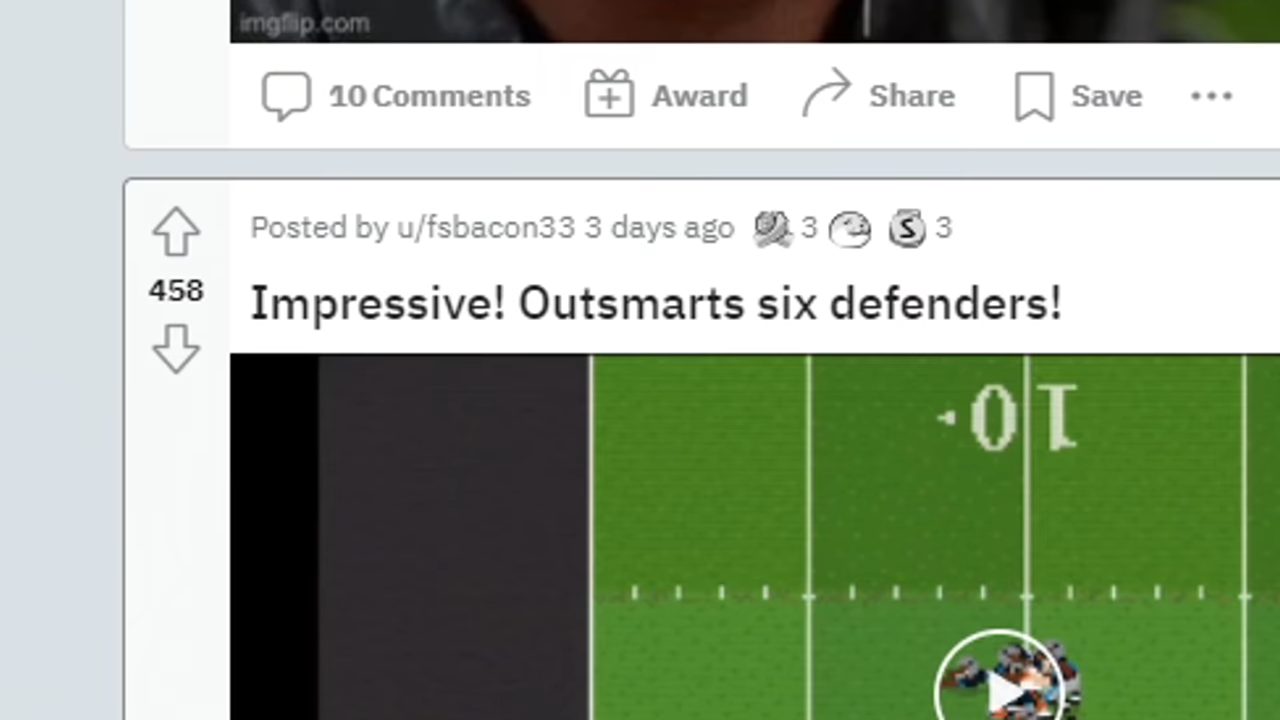 imgflip.com
10 Comments Award Share Save
Posted by u/fsbacon33 3 days ago 3 S 3
458
Impressive! Outsmarts six defenders!
10